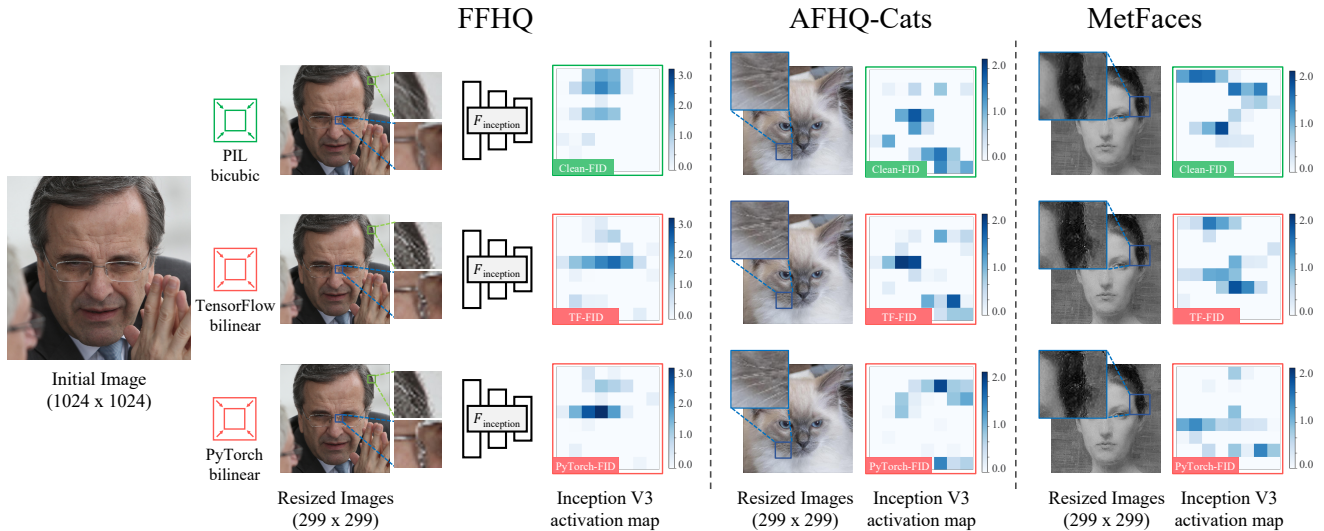 FFHQ
AFHQ-Cats
MetFaces
PIL
bicubic
F inception
3.0
2.0
1.0
0.0
Clean-FID
2.0
1.0
0.0
Clean-FID
2.0
1.0
0.0
Clean-FID
TensorFlow
bilinear
F inception
3.0
2.0
1.0
0.0
TF-FID
2.0
1.0
0.0
TF-FID
2.0
1.0
0.0
TF-FID
Initial Image
(1024 x 1024)
PyTorch
bilinear
F inception
3.0
2.0
1.0
0.0
PyTorch-FID
2.0
1.0
0.0
PyTorch-FID
2.0
1.0
0.0
PyTorch-FID
Resized Images
(299 x 299)
Inception V3
activation map
Resized Images
(299 x 299)
Inception V3
activation map
Resized Images
(299 x 299)
Inception V3
activation map